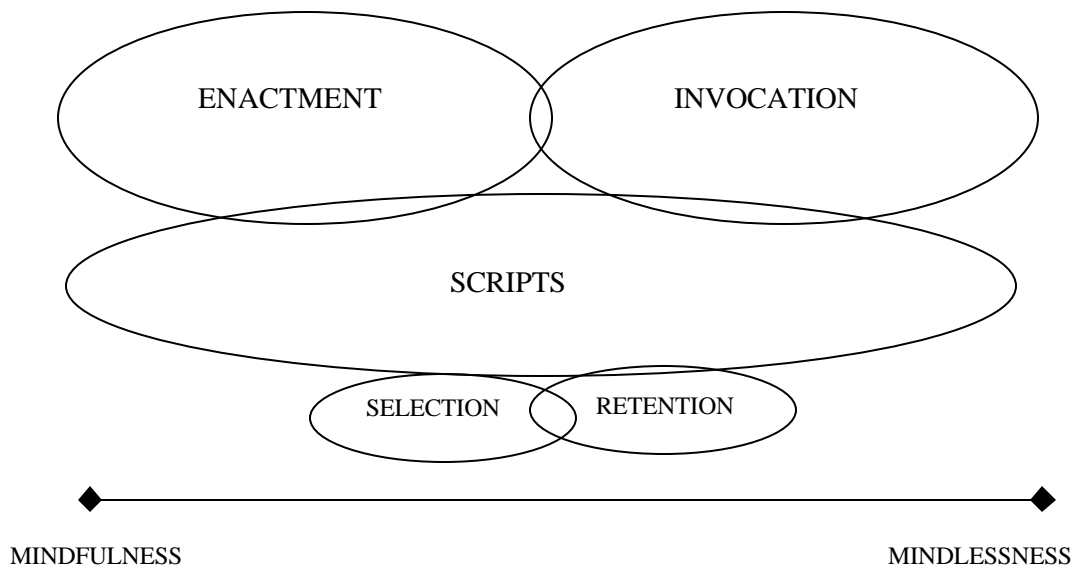 ENACTMENT INVOCATION
SCRIPTS
SELECTION RETENTION
MINDFULNESS MINDLESSNESS